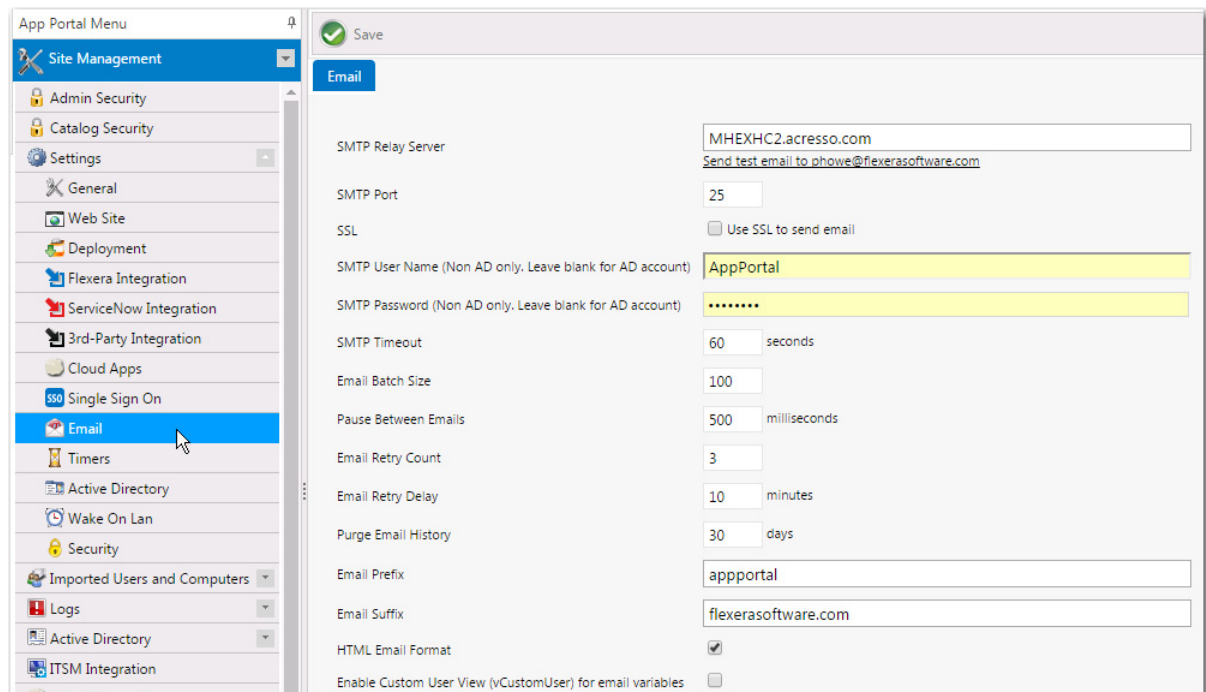 App Portal Menu
Site Management
Admin Security
Catalog Security
Settings
General
Web Site
Deployment
Flexera Integration
ServiceNow Integration
3rd-Party Integration
Cloud Apps
SSO Single Sign On
Email
Timers
Active Directory
Wake On Lan
Security
Imported Users and Computers
Logs
Active Directory
ITSM Integration
Save
Email
SMTP Relay Server MHEXHC2.acresso.com
Send test email to phowe@flexerasoftware.com
SMTP Port 25
SSL Use SSL to send email
SMTP User Name (Non AD only. Leave blank for AD account) AppPortal
SMTP Password (Non AD only. Leave blank for AD account) ••••••••
SMTP Timeout 60 seconds
Email Batch Size 100
Pause Between Emails 500 milliseconds
Email Retry Count 3
Email Retry Delay 10 minutes
Purge Email History 30 days
Email Prefix appportal
Email Suffix flexerasoftware.com
HTML Email Format
Enable Custom User View (vCustomUser) for email variables